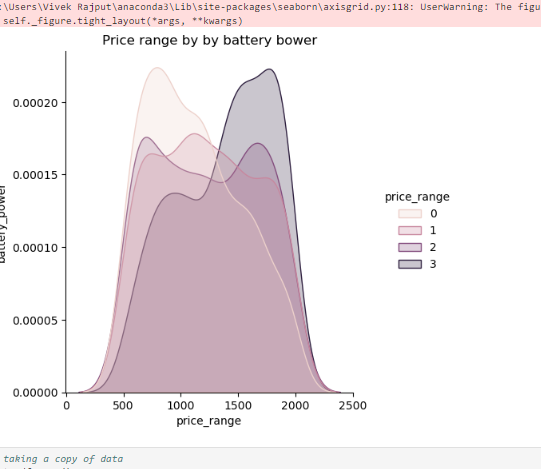 :\Users\Vivek Rajput\anaconda3\Lib\site-packages\seaborn\axisgrid.py:118: UserWarning: The figu
self._figure.tight_layout(*args, **kwargs)
Price range by by battery bower
0.00020
0.00015
0.00010
0.00005
0.00000
battery_power
0
500
1000
1500
2000
2500
price_range
price_range
0
1
2
3
taking a copy of data